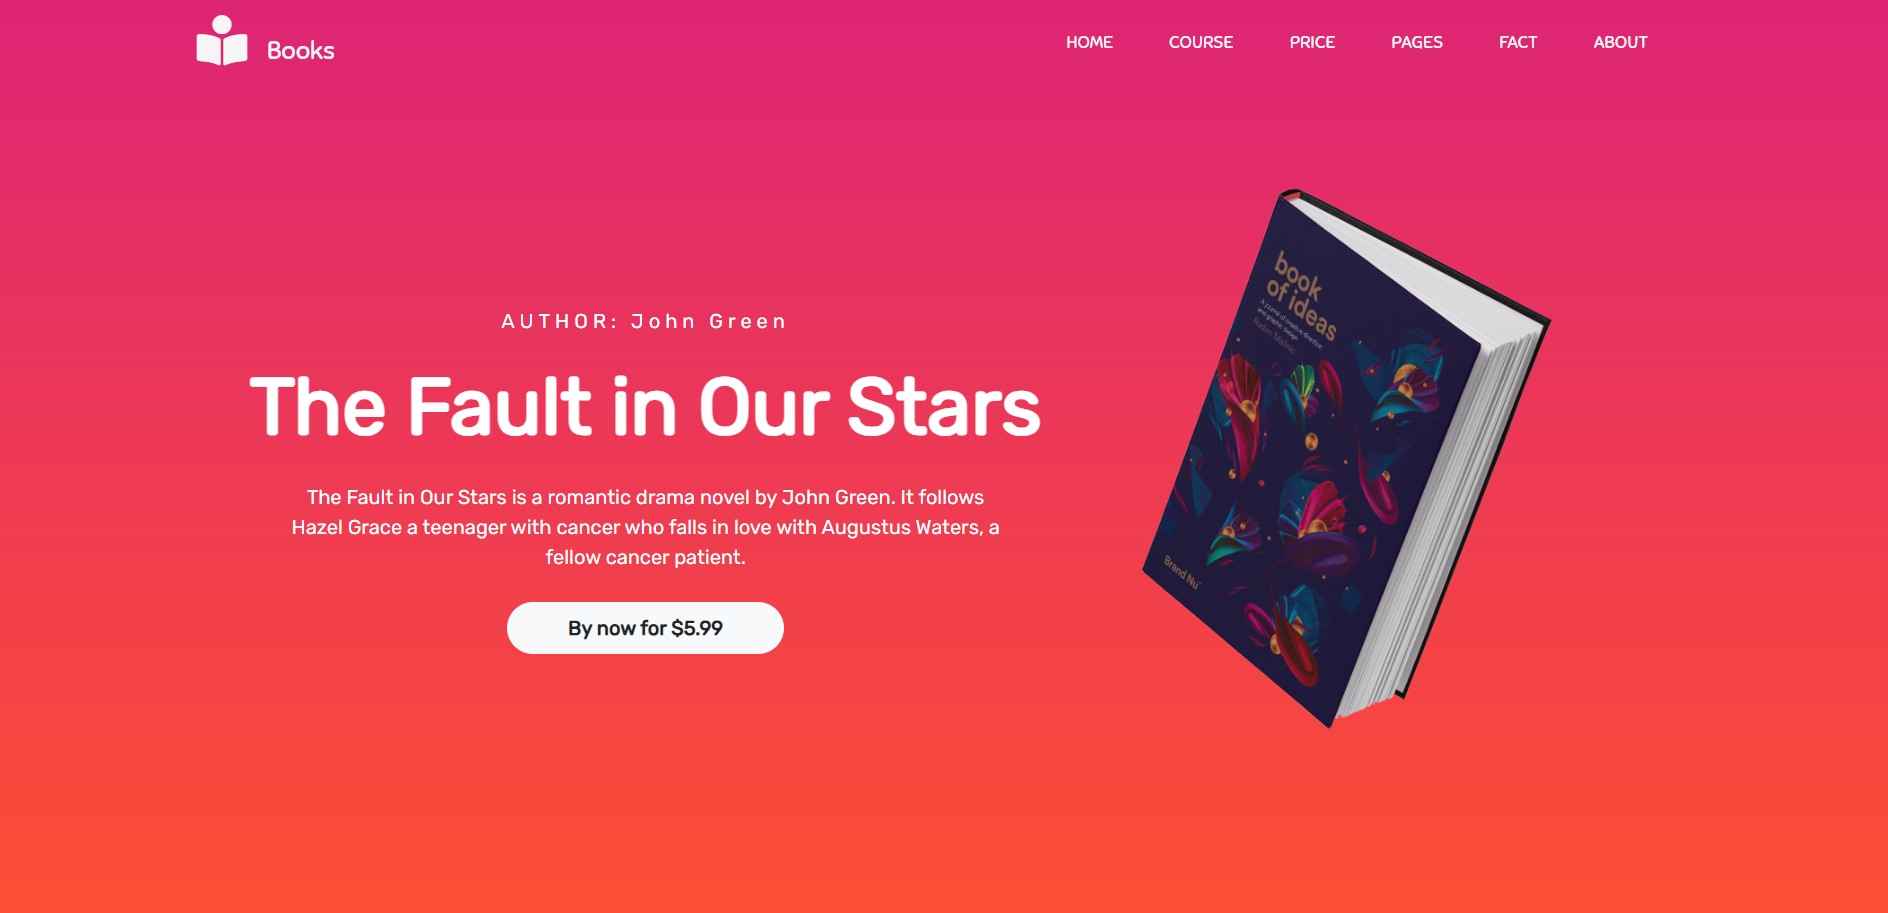 Books
HOME
COURSE
PRICE
PAGES
FACT
ABOUT
AUTHOR: John Green
The Fault in Our Stars
The Fault in Our Stars is a romantic drama novel by John Green. It follows
Hazel Grace a teenager with cancer who falls in love with Augustus Waters, a
fellow cancer patient.
By now for $5.99
book
of ideas
A journal of creative direction
and graphic design
Radim Malinic
Brand Nu